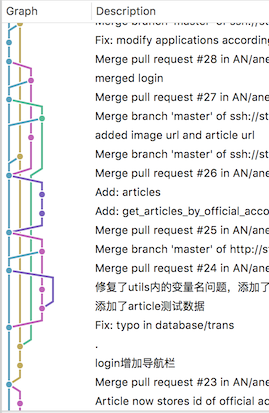 Graph Description
Merge branch 'master' of ssh://st
Fix: modify applications accordin
Merge pull request #28 in AN/ane
merged login
Merge pull request #27 in AN/ane
Merge branch 'master' of ssh://st
added image url and article url
Merge branch 'master' of ssh://st
Merge pull request #26 in AN/ane
Add: articles
Add: get_articles_by_official_acco
Merge pull request #25 in AN/ane
Merge branch 'master' of http://s
Merge pull request #24 in AN/ane
修复了utils内的变量名问题，添加了
添加了article测试数据
Fix: typo in database/trans
.
login增加导航栏
Merge pull request #23 in AN/ane
Article now stores id of official ac